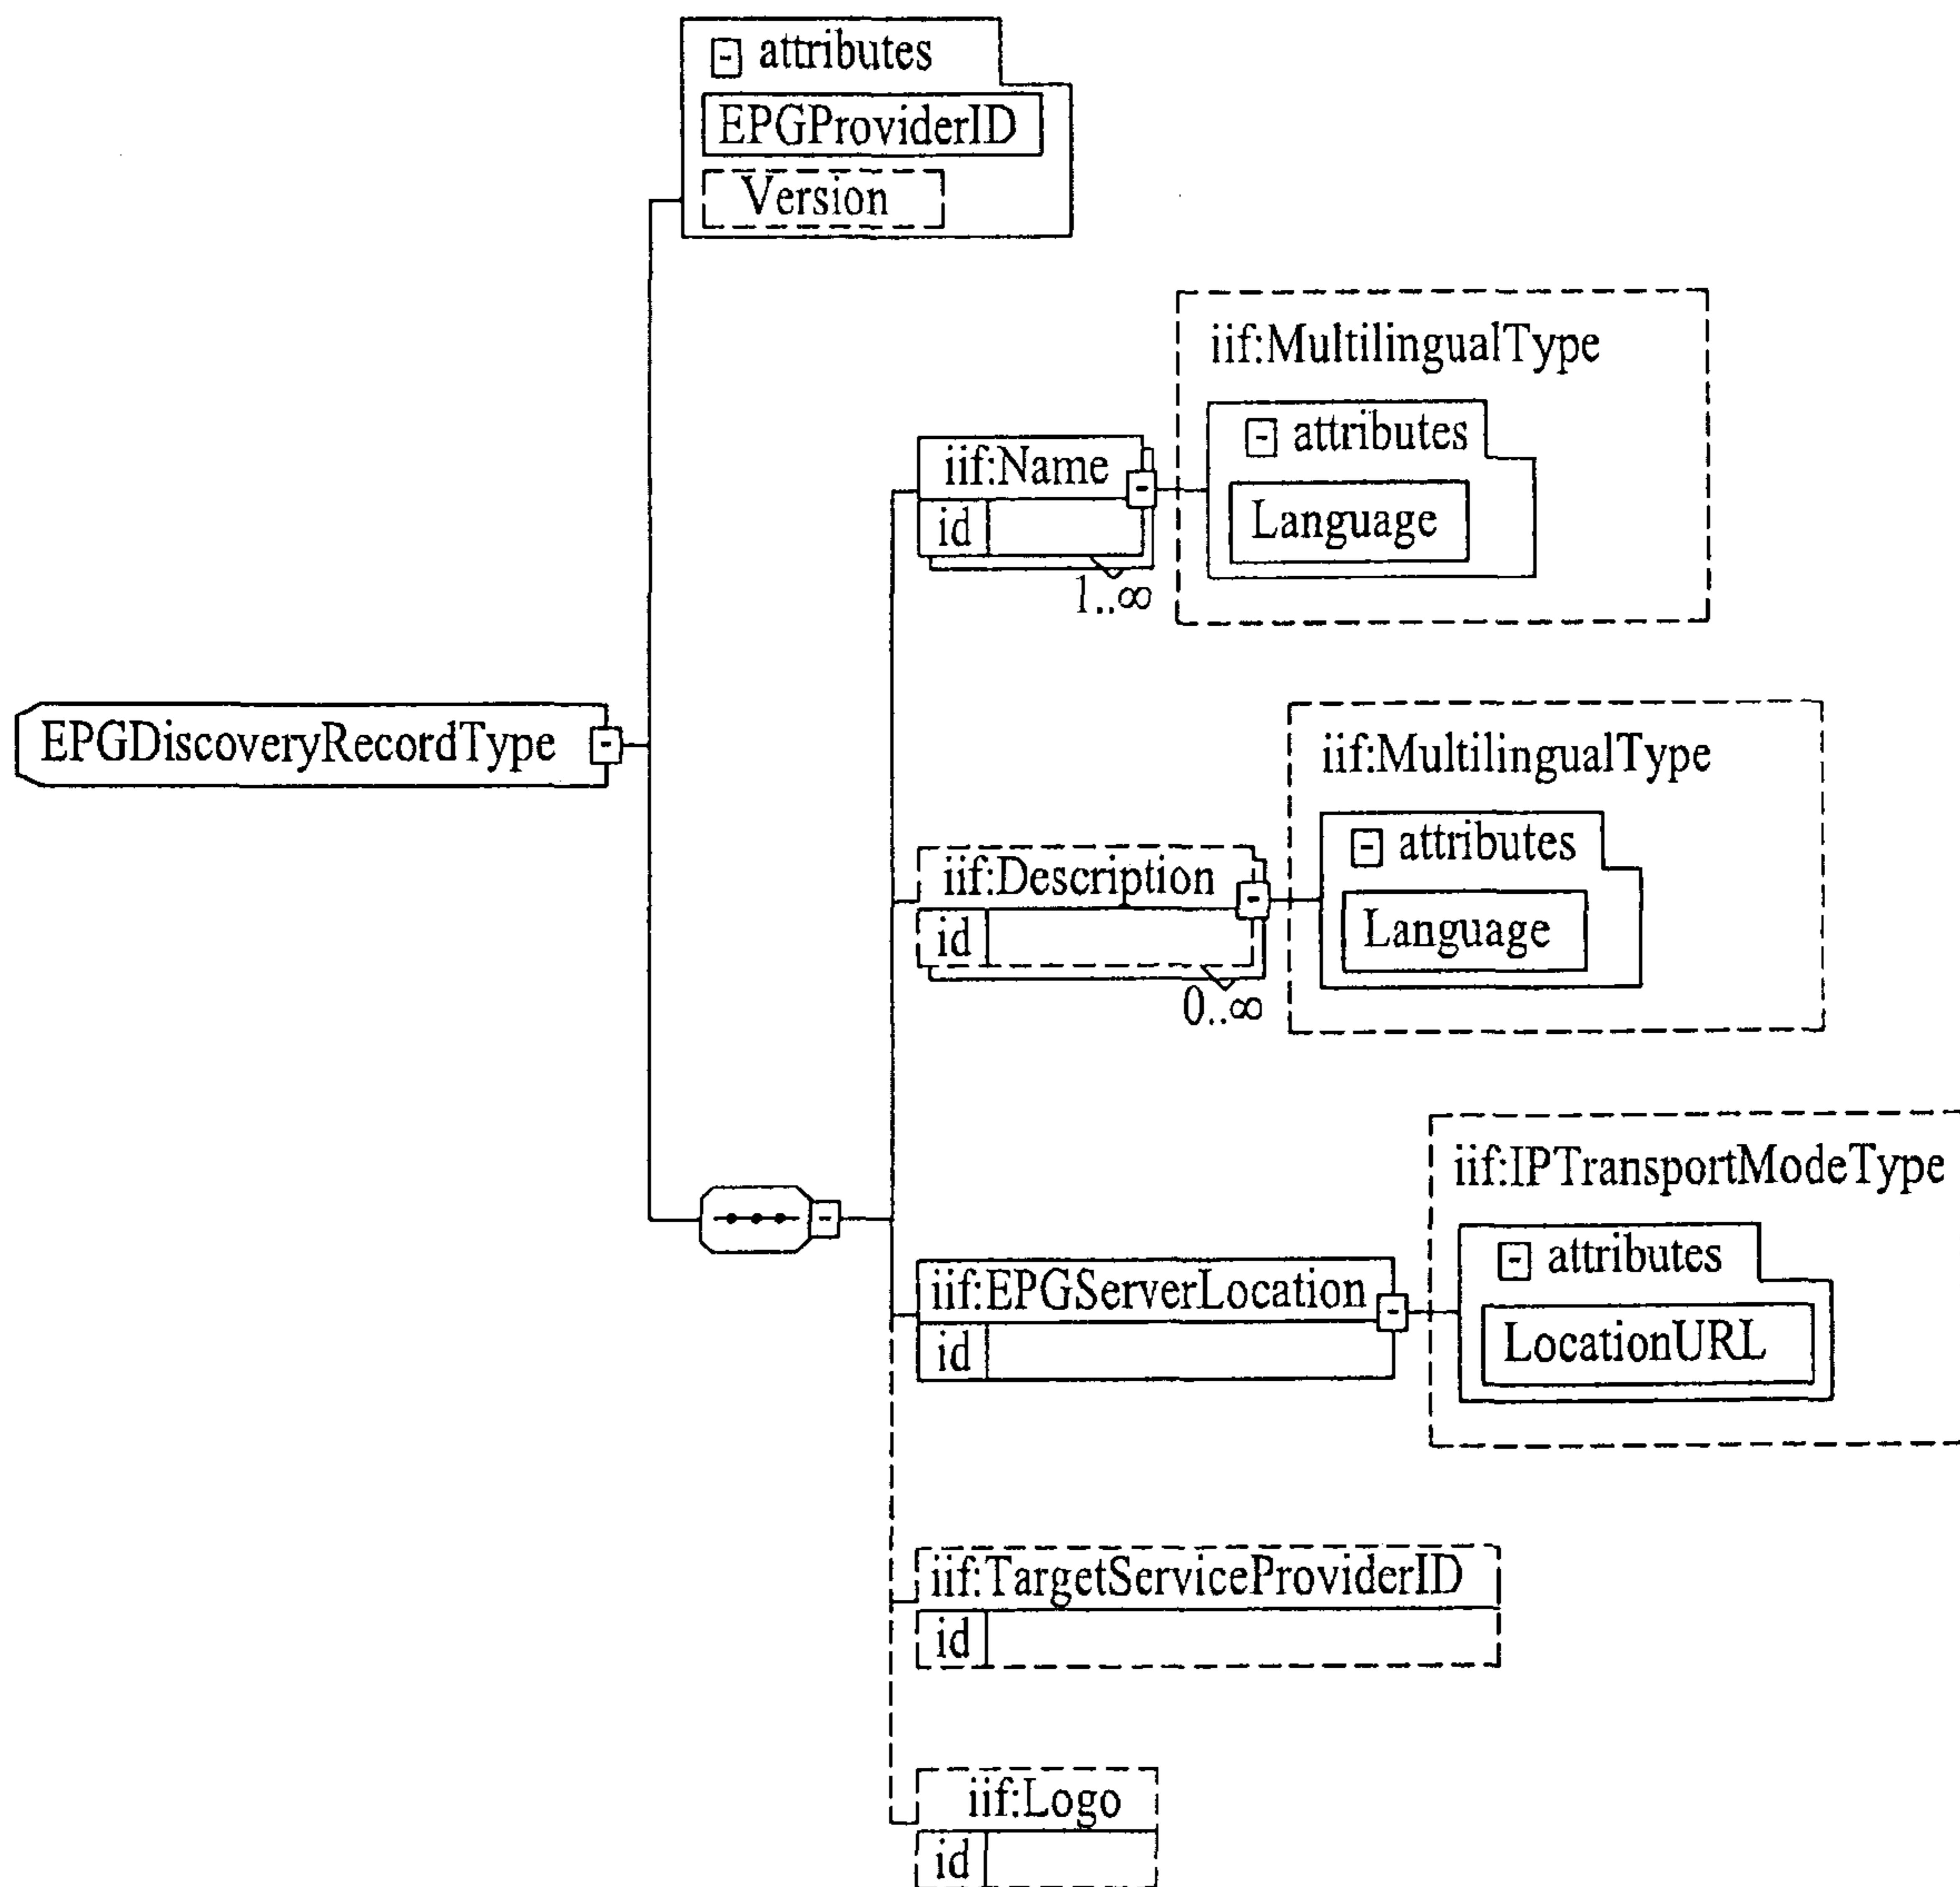 attributes
EPGProviderID
Version
iif:MultilingualType
attributes
iif:Name
Language
id
1..∞
EPGDiscoveryRecordType
iif:MultilingualType
attributes
iif:Description
Language
id
0..∞
iif:IPTransportModeType
attributes
iif:EPGServerLocation
LocationURL
id
iif:TargetServiceProviderID
id
iif:Logo
id